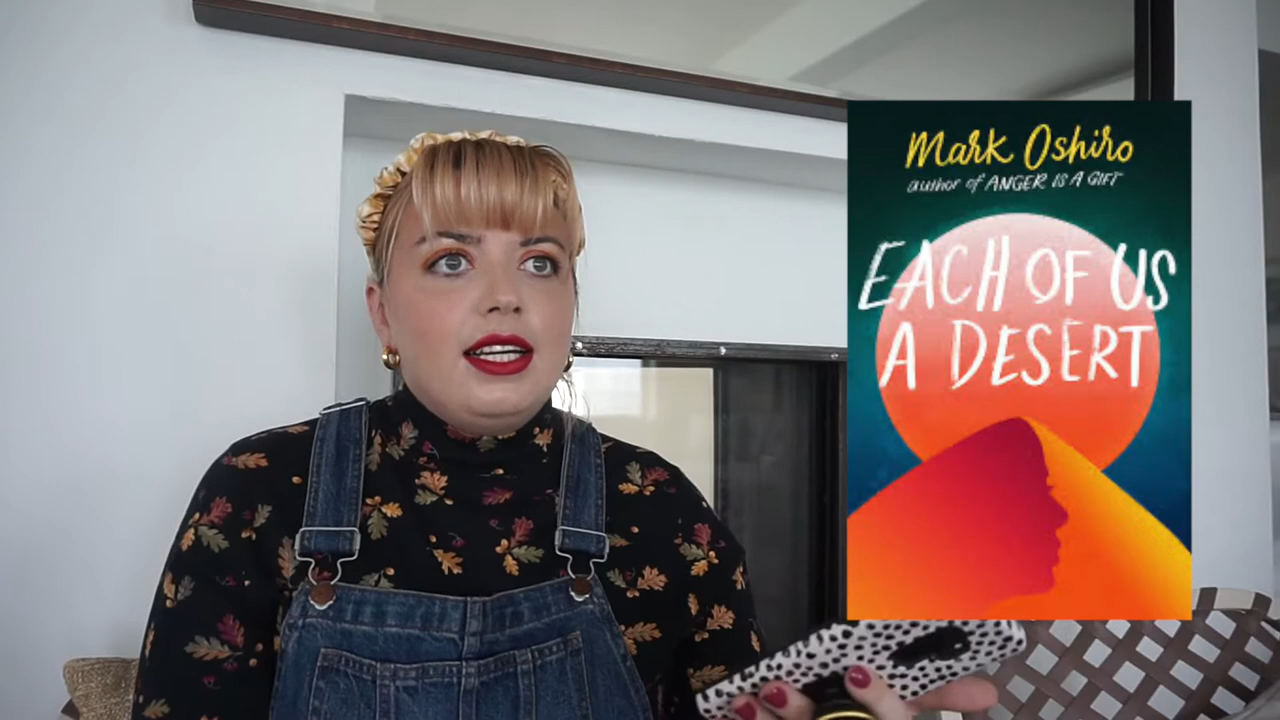 Mark Oshiro
author of ANGER IS A GIFT
EACH OF US
A DESERT